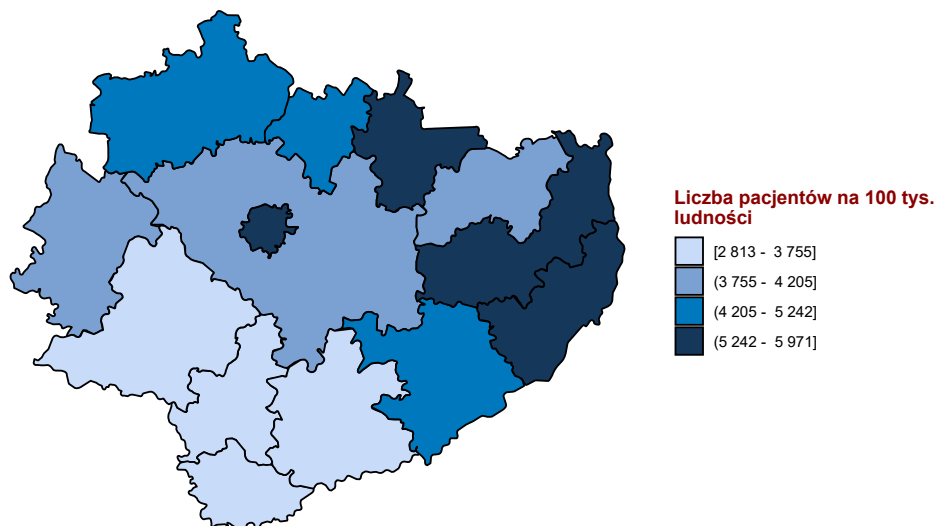 Liczba pacjentów na 100 tys.
ludności
[2 813 - 3 755]
(3 755 - 4 205]
(4 205 - 5 242]
(5 242 - 5 971]